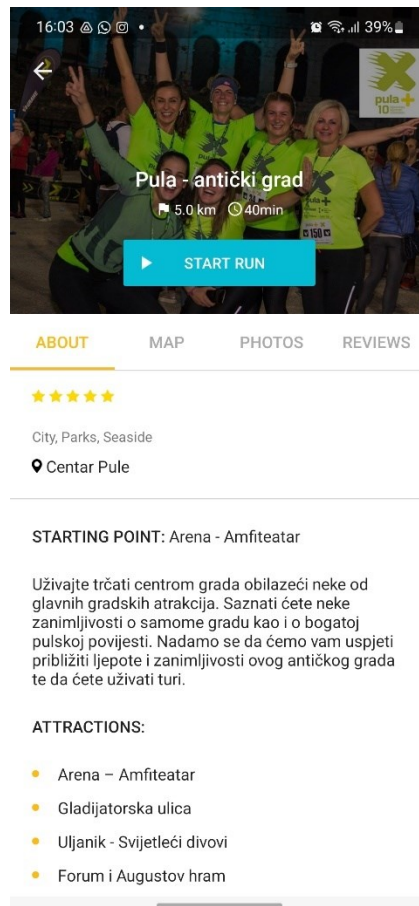 16:03
39%
pula+
10
Pula - antički grad
5.0 km 40min
150
START RUN
ABOUT MAP PHOTOS REVIEWS
City, Parks, Seaside
Centar Pule
STARTING POINT: Arena - Amfiteatar
Uživajte trčati centrom grada obilazeći neke od
glavnih gradskih atrakcija. Saznati ćete neke
zanimljivosti o samome gradu kao i o bogatoj
pulskoj povijesti. Nadamo se da ćemo vam uspjeti
približiti ljepote i zanimljivosti ovog antičkog grada
te da ćete uživati turi.
ATTRACTIONS:
Arena – Amfiteatar
Gladijatorska ulica
Uljanik - Svijetleći divovi
Forum i Augustov hram